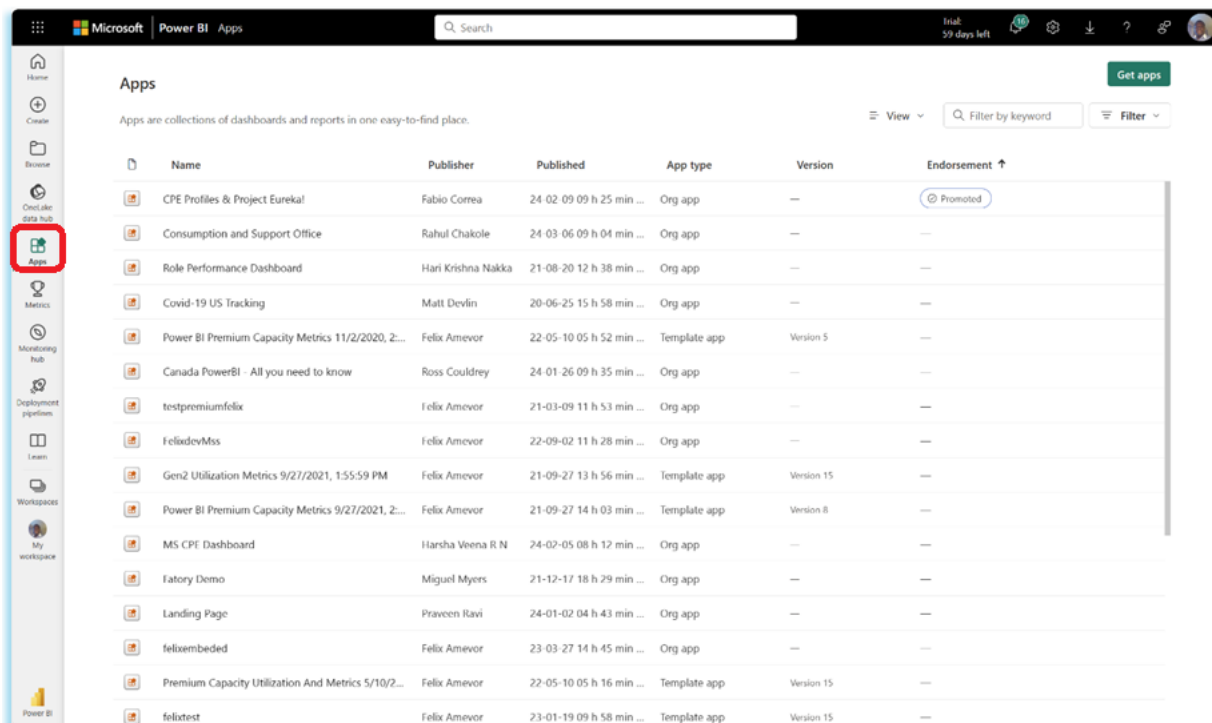 Microsoft Power BI Apps
Search
Trial:
59 days left
16
Home
Create
Browse
OneLake
data hub
Apps
Metrics
Monitoring
hub
Deployment
pipelines
Learn
Workspaces
My
workspace
Power BI
Apps
Get apps
Apps are collections of dashboards and reports in one easy-to-find place.
View
Filter by keyword
Filter
Name Publisher Published App type Version Endorsement
CPE Profiles & Project Eureka! Fabio Correa 24-02-09 09 h 25 min ... Org app — Promoted
Consumption and Support Office Rahul Chakole 24-03-06 09 h 04 min ... Org app — —
Role Performance Dashboard Hari Krishna Nakka 21-08-20 12 h 38 min ... Org app — —
Covid-19 US Tracking Matt Devlin 20-06-25 15 h 58 min ... Org app — —
Power BI Premium Capacity Metrics 11/2/2020, 2:... Felix Amevor 22-05-10 05 h 52 min ... Template app Version 5 —
Canada PowerBI - All you need to know Ross Couldrey 24-01-26 09 h 35 min ... Org app — —
testpremiumfelix Felix Amevor 21-03-09 11 h 53 min ... Org app — —
FelixdevMss Felix Amevor 22-09-02 11 h 28 min ... Org app — —
Gen2 Utilization Metrics 9/27/2021, 1:55:59 PM Felix Amevor 21-09-27 13 h 56 min ... Template app Version 15 —
Power BI Premium Capacity Metrics 9/27/2021, 2:... Felix Amevor 21-09-27 14 h 03 min ... Template app Version 8 —
MS CPE Dashboard Harsha Veena R N 24-02-05 08 h 12 min ... Org app — —
Fatory Demo Miguel Myers 21-12-17 18 h 29 min ... Org app — —
Landing Page Praveen Ravi 24-01-02 04 h 43 min ... Org app — —
felixembeded Felix Amevor 23-03-27 14 h 45 min ... Org app — —
Premium Capacity Utilization And Metrics 5/10/2... Felix Amevor 22-05-10 05 h 16 min ... Template app Version 15 —
felixtest Felix Amevor 23-01-19 09 h 58 min ... Template app Version 15 —